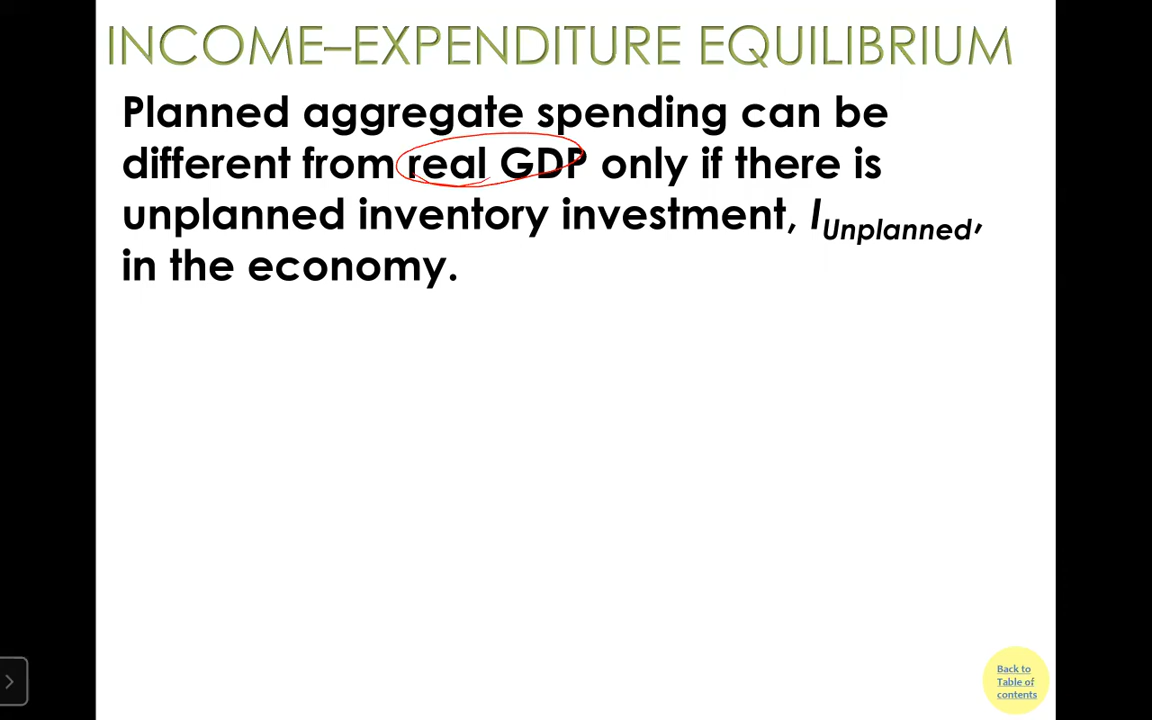 INCOME–EXPENDITURE EQUILIBRIUM
Planned aggregate spending can be
different from real GDP only if there is
unplanned inventory investment, I Unplanned,
in the economy.
Back to
Table of
contents